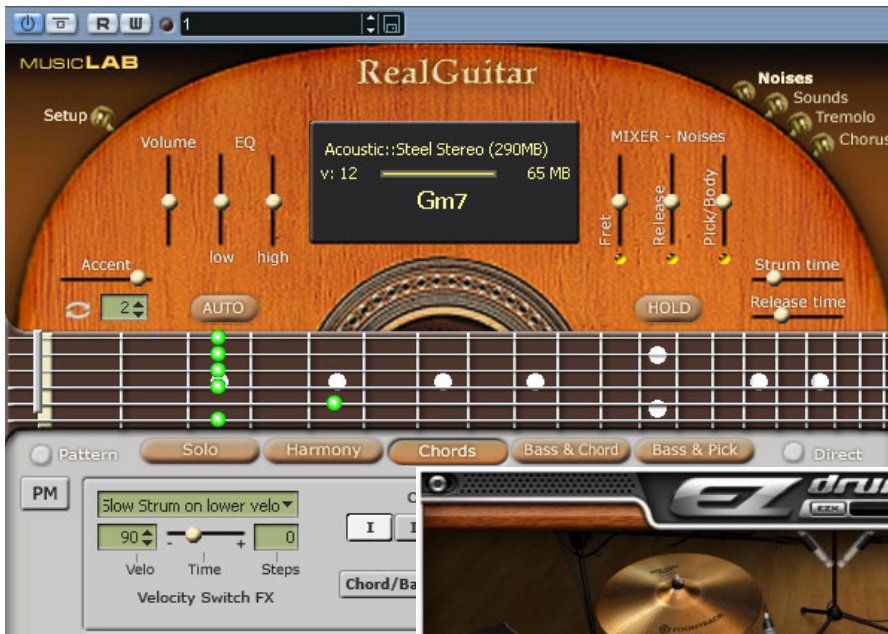 R W 1
MUSICLAB
RealGuitar
Noises
Sounds
Tremolo
Chorus
Setup
Volume EQ
MIXER - Noises
Acoustic::Steel Stereo (290MB)
v: 12 65 MB
Gm7
Fret
Release
Pick/Body
low high
Accent
Strum time
2
AUTO
HOLD
Release time
Pattern Solo Harmony Chords Bass & Chord Bass & Pick Direct
PM
Slow Strum on lower velo
I
90 - + 0
Velo Time Steps
Velocity Switch FX
Chord/Ba
EZ dru
EZX
TOONTRACK